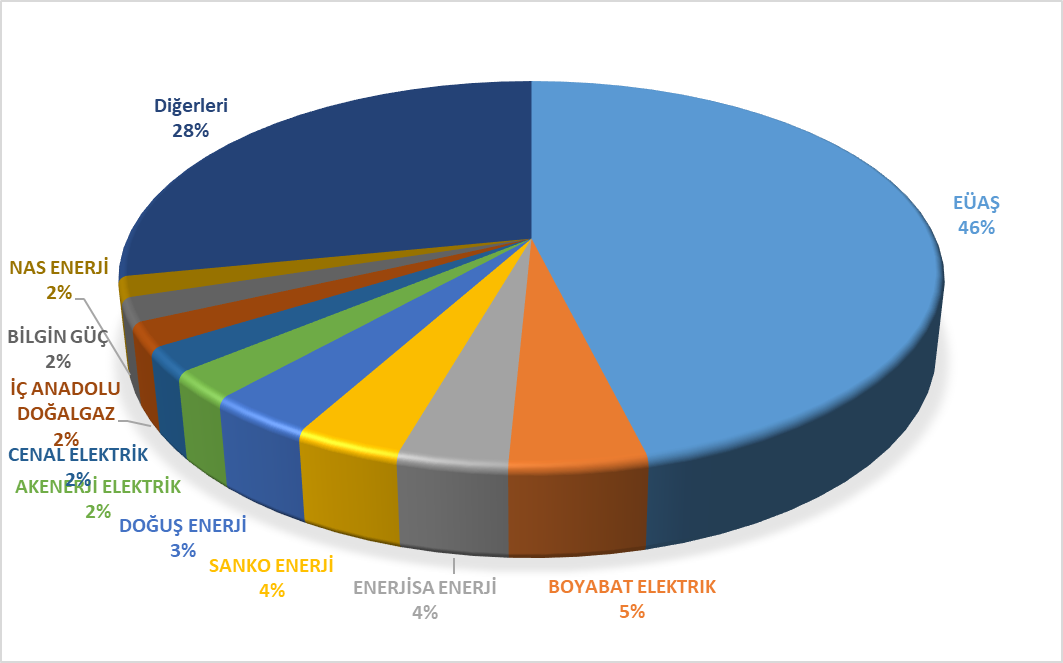 Diğerleri
28%
EÜAŞ
46%
NAS ENERJİ
2%
BİLGİN GÜÇ
2%
İÇ ANADOLU
DOĞALGAZ
2%
CENAL ELEKTRİK
2%
AKENERJİ ELEKTRİK
2%
DOĞUŞ ENERJİ
3%
SANKO ENERJİ
4%
ENERJİSA ENERJİ
4%
BOYABAT ELEKTRIK
5%